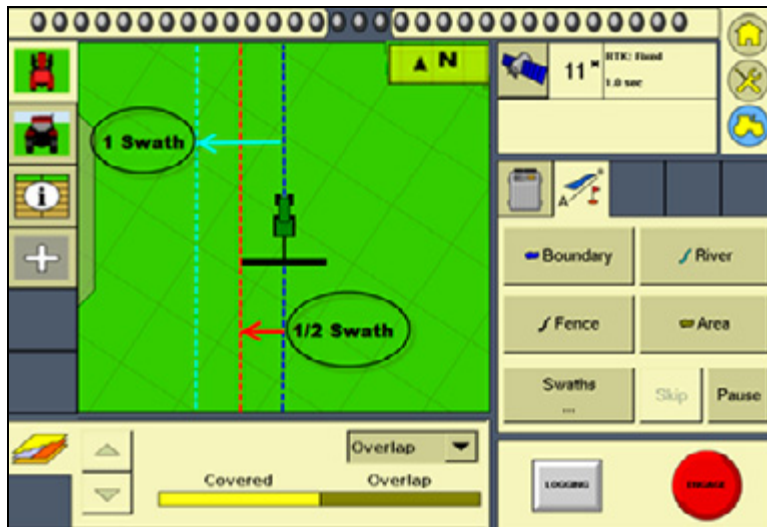 N
11
RTK: Fixed
1.0 sec
1 Swath
A
Boundary
River
1/2 Swath
Fence
Area
Swaths
...
Skip
Pause
Overlap
Covered
Overlap
LOGGING
ENGAGE